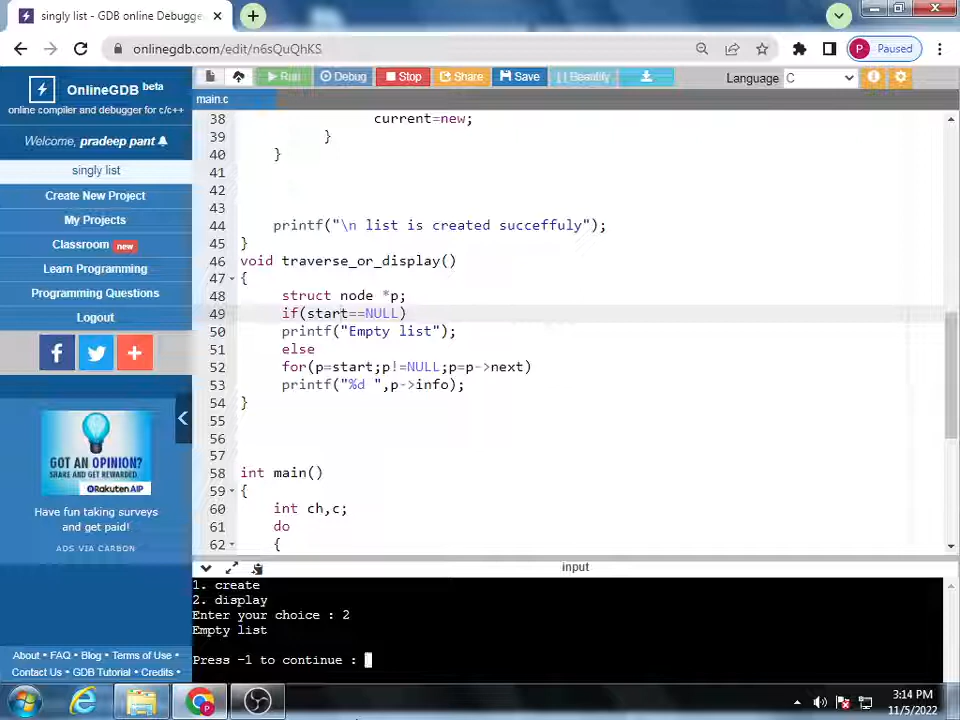 singly list - GDB online Debugge
onlinegdb.com/edit/n6sQuQhKS
P Paused
OnlineGDB beta
online compiler and debugger for c/c++
Welcome, pradeep pant
singly list
Create New Project
My Projects
Classroom new
Learn Programming
Programming Questions
Logout
GOT AN OPINION?
SHARE AND GET REWARDED.
Rakuten AIP
Have fun taking surveys
and get paid!
ADS VIA CARBON
About • FAQ • Blog • Terms of Use •
Contact Us • GDB Tutorial • Credits •
Run Debug Stop Share Save { } Beautify
Language C
main.c
38 current=new;
39 }
40 }
41
42
43
44 printf("\n list is created succeffuly");
45 }
46 void traverse_or_display()
47 {
48 struct node *p;
49 if(start==NULL)
50 printf("Empty list");
51 else
52 for(p=start;p!=NULL;p=p->next)
53 printf("%d ",p->info);
54 }
55
56
57
58 int main()
59 {
60 int ch,c;
61 do
62 {
input
1. create
2. display
Enter your choice : 2
Empty list
Press -1 to continue :
3:14 PM
11/5/2022